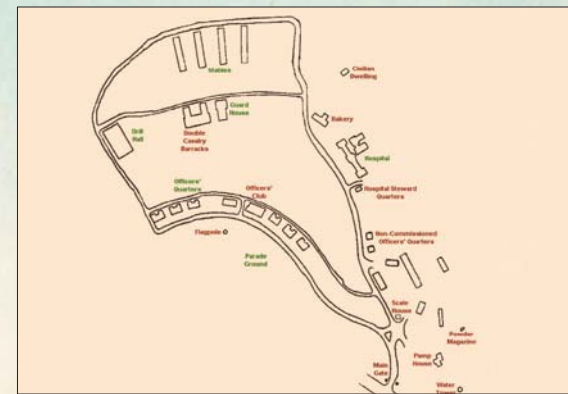 Civilian
Dwelling
Stables
Guard
House
Bakery
Drill
Hall
Double
Cavalry
Barracks
Hospital
Officers'
Quarters
Officers'
Club
Hospital Steward
Quarters
Flagpole
Non-Commissioned
Officers' Quarters
Parade
Ground
Scale
House
Powder
Magazine
Pump
House
Main
Gate
Water
Tower